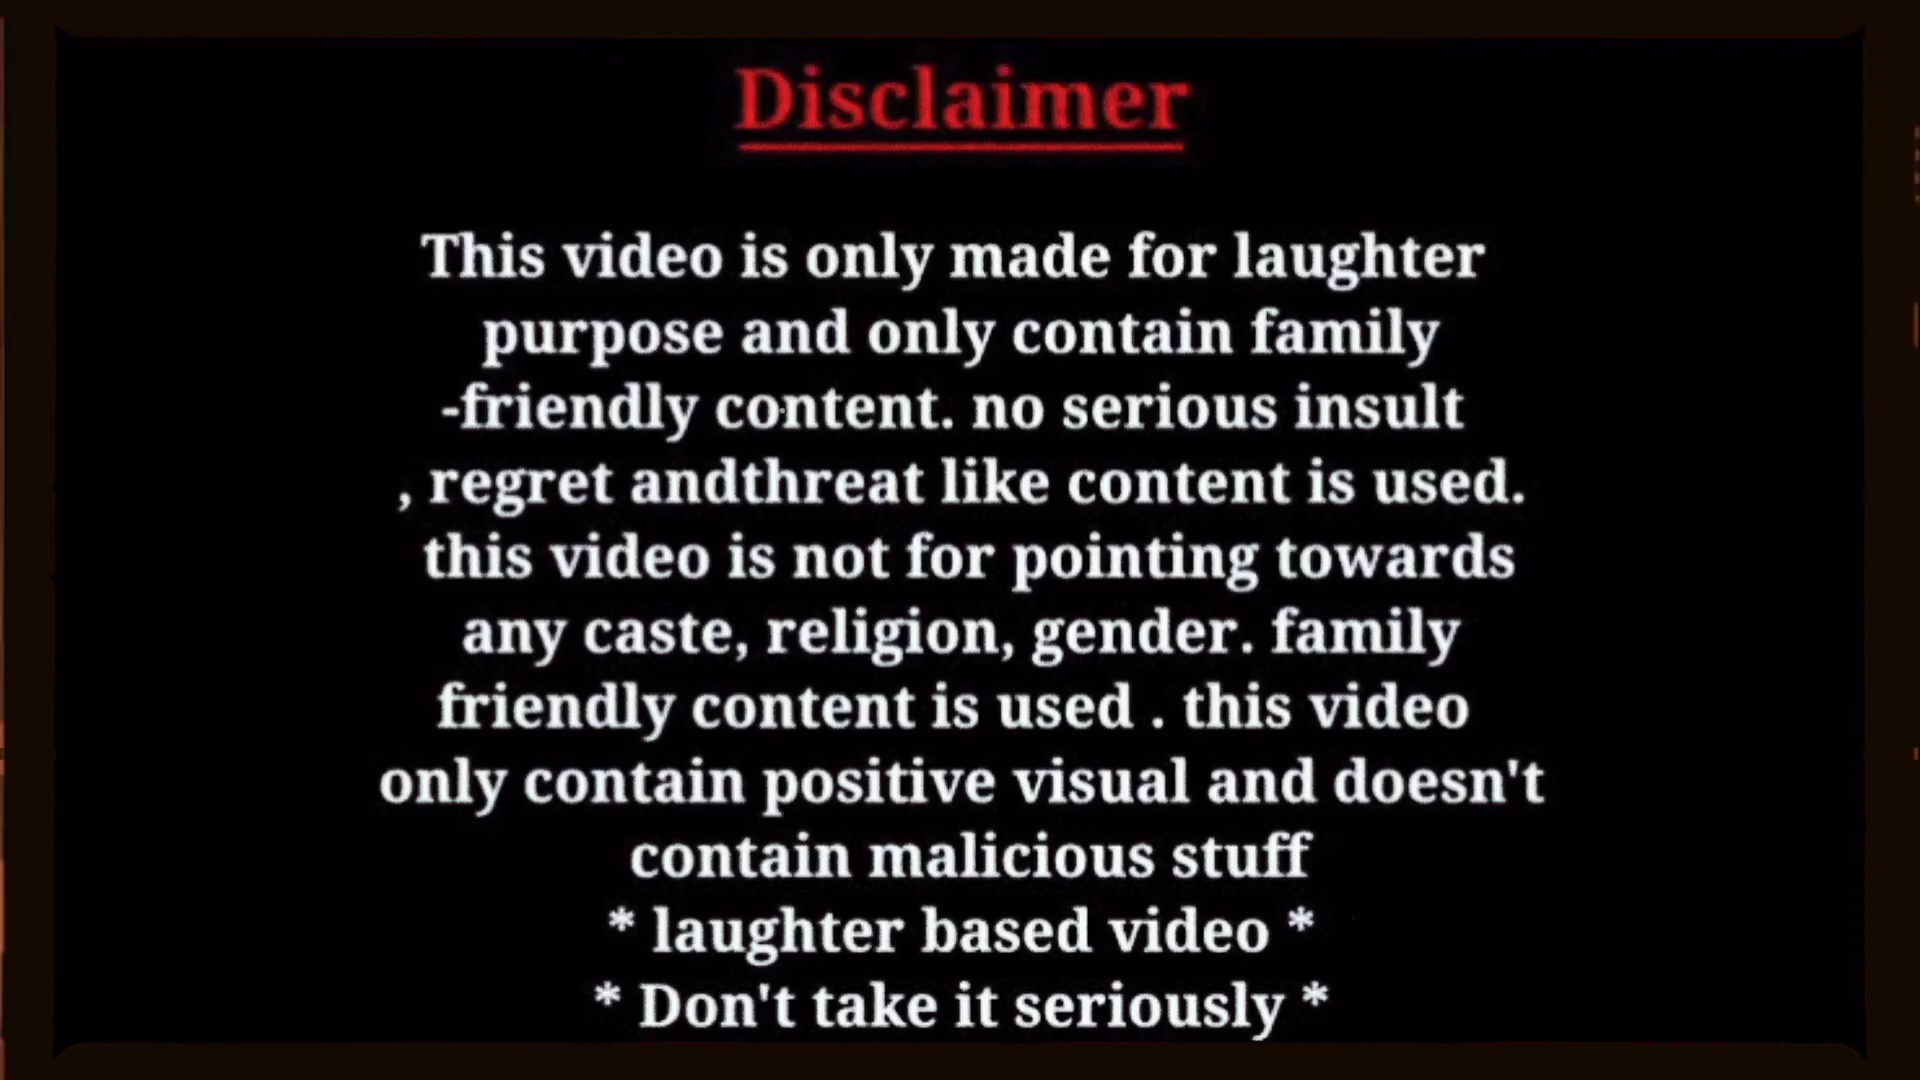 Disclaimer
This video is only made for laughter
purpose and only contain family
-friendly content. no serious insult
, regret andthreat like content is used.
this video is not for pointing towards
any caste, religion, gender. family
friendly content is used . this video
only contain positive visual and doesn't
contain malicious stuff
* laughter based video *
* Don't take it seriously *